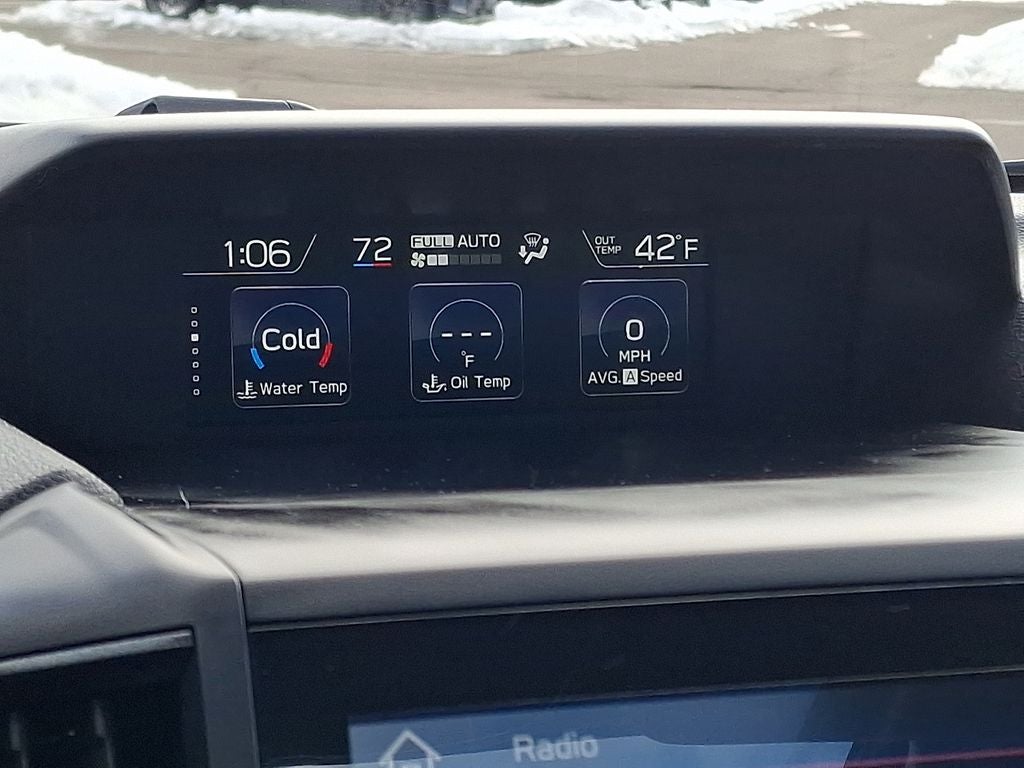 1:06 72 FULL AUTO OUT TEMP 42°F
Cold
Water Temp
---
°F
Oil Temp
0
MPH
AVG. A Speed
Radio